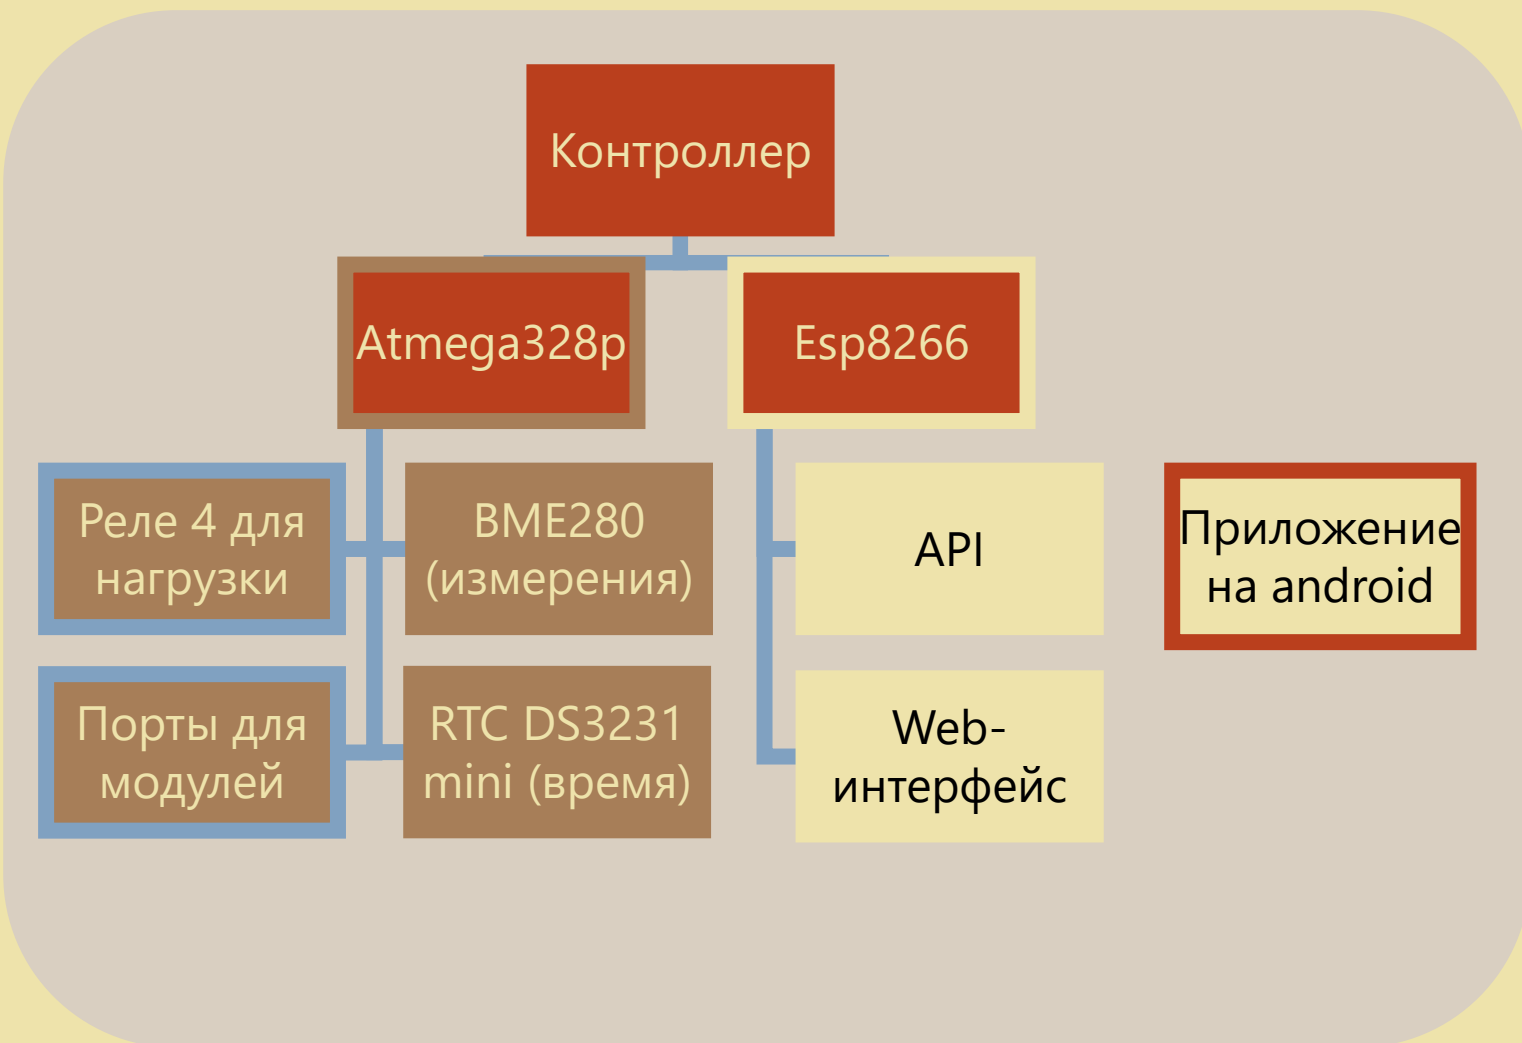 Контроллер
Atmega328p
Esp8266
Реле 4 для
нагрузки
BME280
(измерения)
API
Приложение
на android
Порты для
модулей
RTC DS3231
mini (время)
Web-
интерфейс